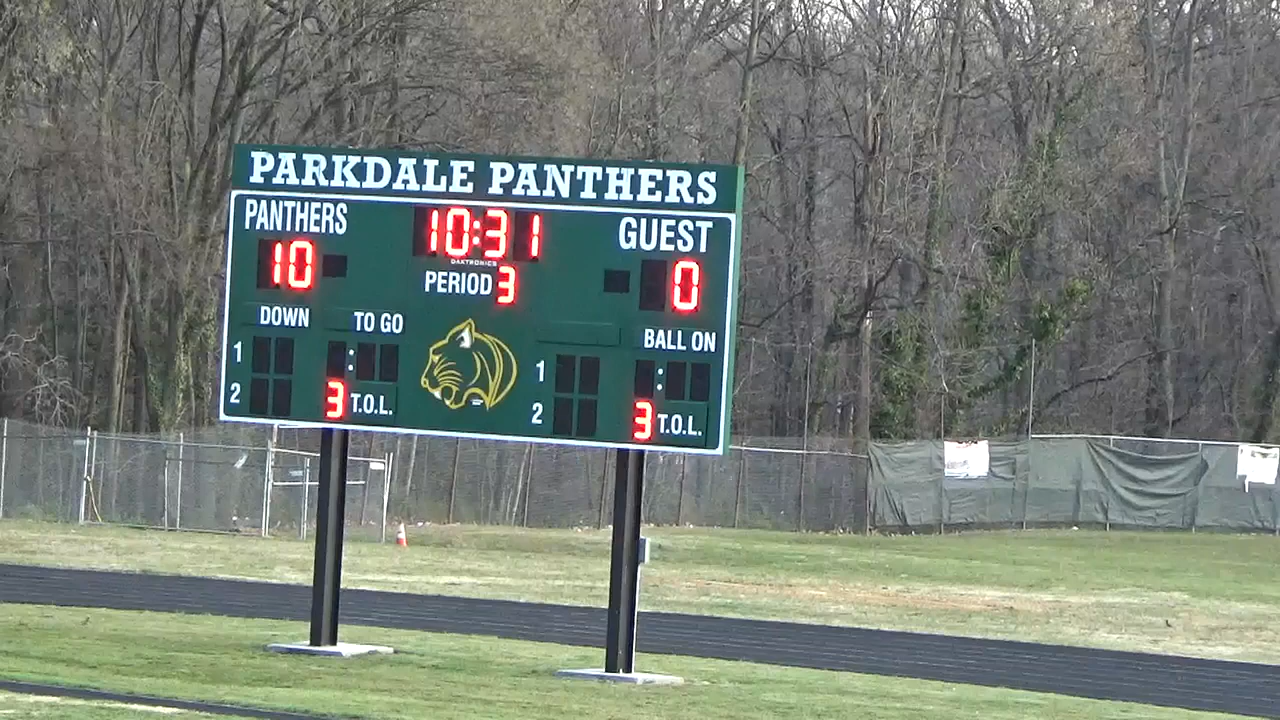 PARKDALE PANTHERS
PANTHERS 10:31 GUEST
DAKTRONICS
10 PERIOD 3 0
DOWN TO GO BALL ON
1 : 1 :
2 3 T.O.L. 2 3 T.O.L.